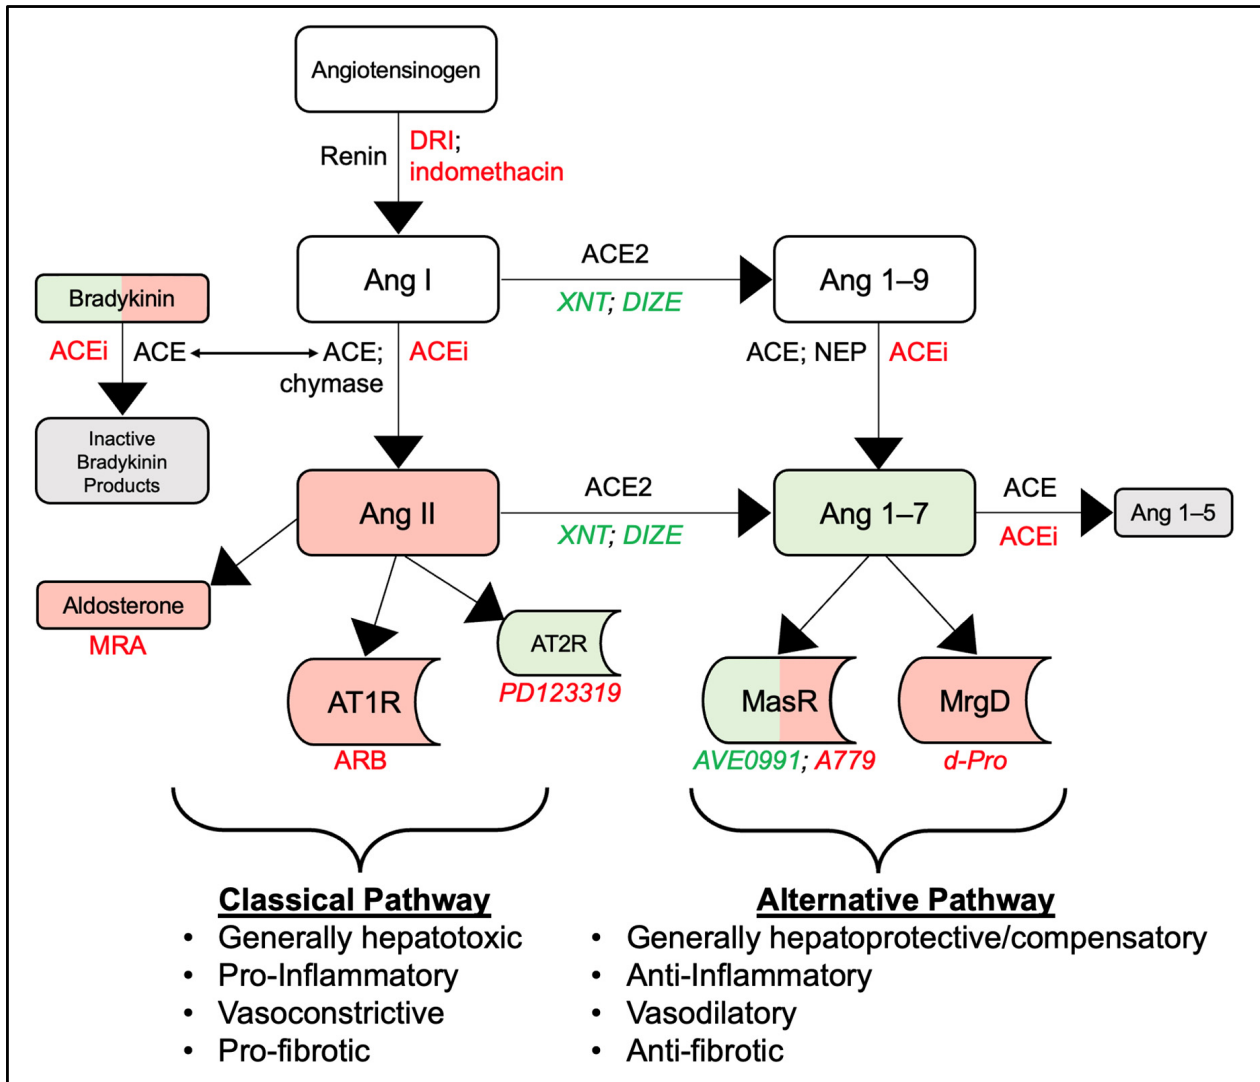 Angiotensinogen
Renin
DRI;
indomethacin
Ang I
ACE2
XNT; DIZE
Ang 1–9
Bradykinin
ACEi
ACE
ACE;
chymase
ACEi
ACE; NEP
ACEi
Inactive
Bradykinin
Products
Ang II
ACE2
XNT; DIZE
Ang 1–7
ACE
ACEi
Ang 1–5
Aldosterone
MRA
AT1R
ARB
AT2R
PD123319
MasR
AVE0991; A779
MrgD
d-Pro
Classical Pathway
• Generally hepatotoxic
• Pro-Inflammatory
• Vasoconstrictive
• Pro-fibrotic
Alternative Pathway
• Generally hepatoprotective/compensatory
• Anti-Inflammatory
• Vasodilatory
• Anti-fibrotic